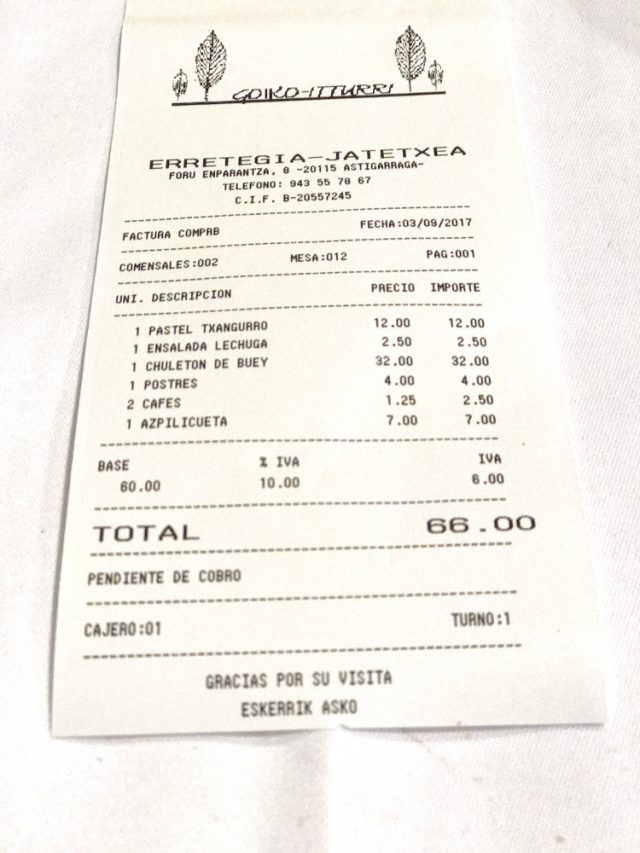 GOIKO-ITTURRI
ERRETEGIA-JATETXEA
FORU ENPARANTZA, 8 -20115 ASTIGARRAGA-
TELEFONO: 943 55 78 67
C.I.F. B-20557245
FACTURA COMPRB FECHA:03/09/2017
COMENSALES:002 MESA:012 PAG:001
UNI. DESCRIPCION PRECIO IMPORTE
1 PASTEL TXANGURRO 12.00 12.00
1 ENSALADA LECHUGA 2.50 2.50
1 CHULETON DE BUEY 32.00 32.00
1 POSTRES 4.00 4.00
2 CAFES 1.25 2.50
1 AZPILICUETA 7.00 7.00
BASE % IVA IVA
60.00 10.00 6.00
TOTAL 66.00
PENDIENTE DE COBRO
CAJERO:01 TURNO:1
GRACIAS POR SU VISITA
ESKERRIK ASKO